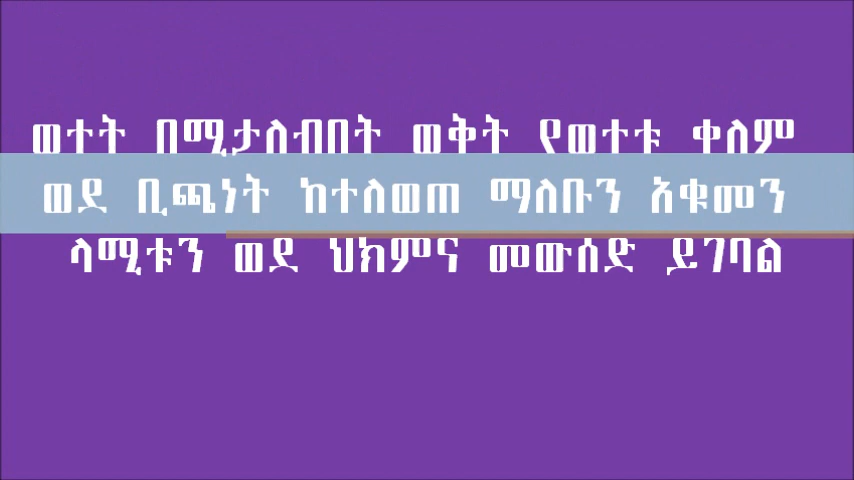 ወተት በሚታለብበት ወቅት የወተቱ ቀለም
ወደ ቢጫነት ከተለወጠ ማለቡን አቁመን
ላሚቱን ወደ ህክምና መውሰድ ይገባል